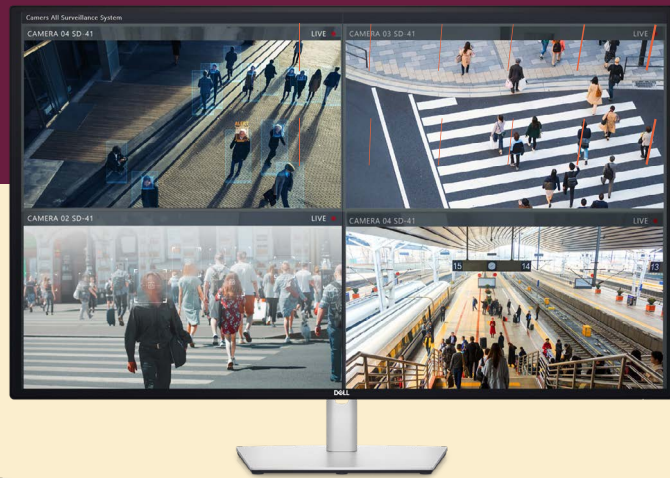 Camers All Surveillance System
CAMERA 04 SD-41 LIVE
CAMERA 03 SD-41 LIVE
ALERT
CAMERA 02 SD-41 LIVE
CAMERA 04 SD-41 LIVE
15 14 13
DELL